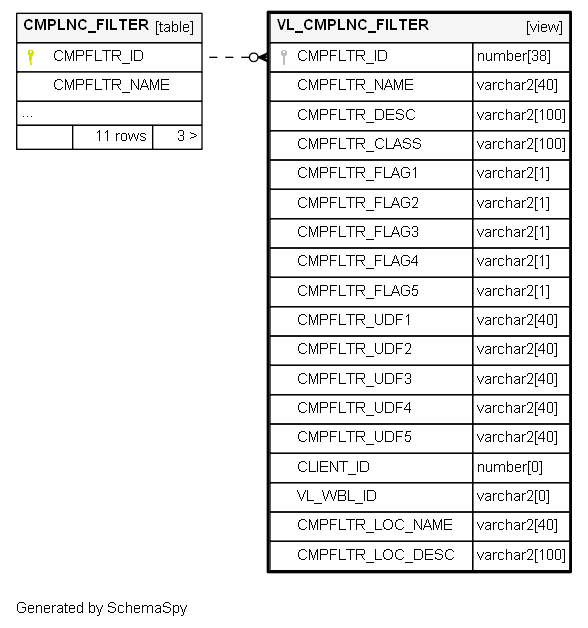 CMPLNC_FILTER [table]
CMPFLTR_ID
CMPFLTR_NAME
...
11 rows 3 >
VL_CMPLNC_FILTER [view]
CMPFLTR_ID number[38]
CMPFLTR_NAME varchar2[40]
CMPFLTR_DESC varchar2[100]
CMPFLTR_CLASS varchar2[100]
CMPFLTR_FLAG1 varchar2[1]
CMPFLTR_FLAG2 varchar2[1]
CMPFLTR_FLAG3 varchar2[1]
CMPFLTR_FLAG4 varchar2[1]
CMPFLTR_FLAG5 varchar2[1]
CMPFLTR_UDF1 varchar2[40]
CMPFLTR_UDF2 varchar2[40]
CMPFLTR_UDF3 varchar2[40]
CMPFLTR_UDF4 varchar2[40]
CMPFLTR_UDF5 varchar2[40]
CLIENT_ID number[0]
VL_WBL_ID varchar2[0]
CMPFLTR_LOC_NAME varchar2[40]
CMPFLTR_LOC_DESC varchar2[100]
Generated by SchemaSpy